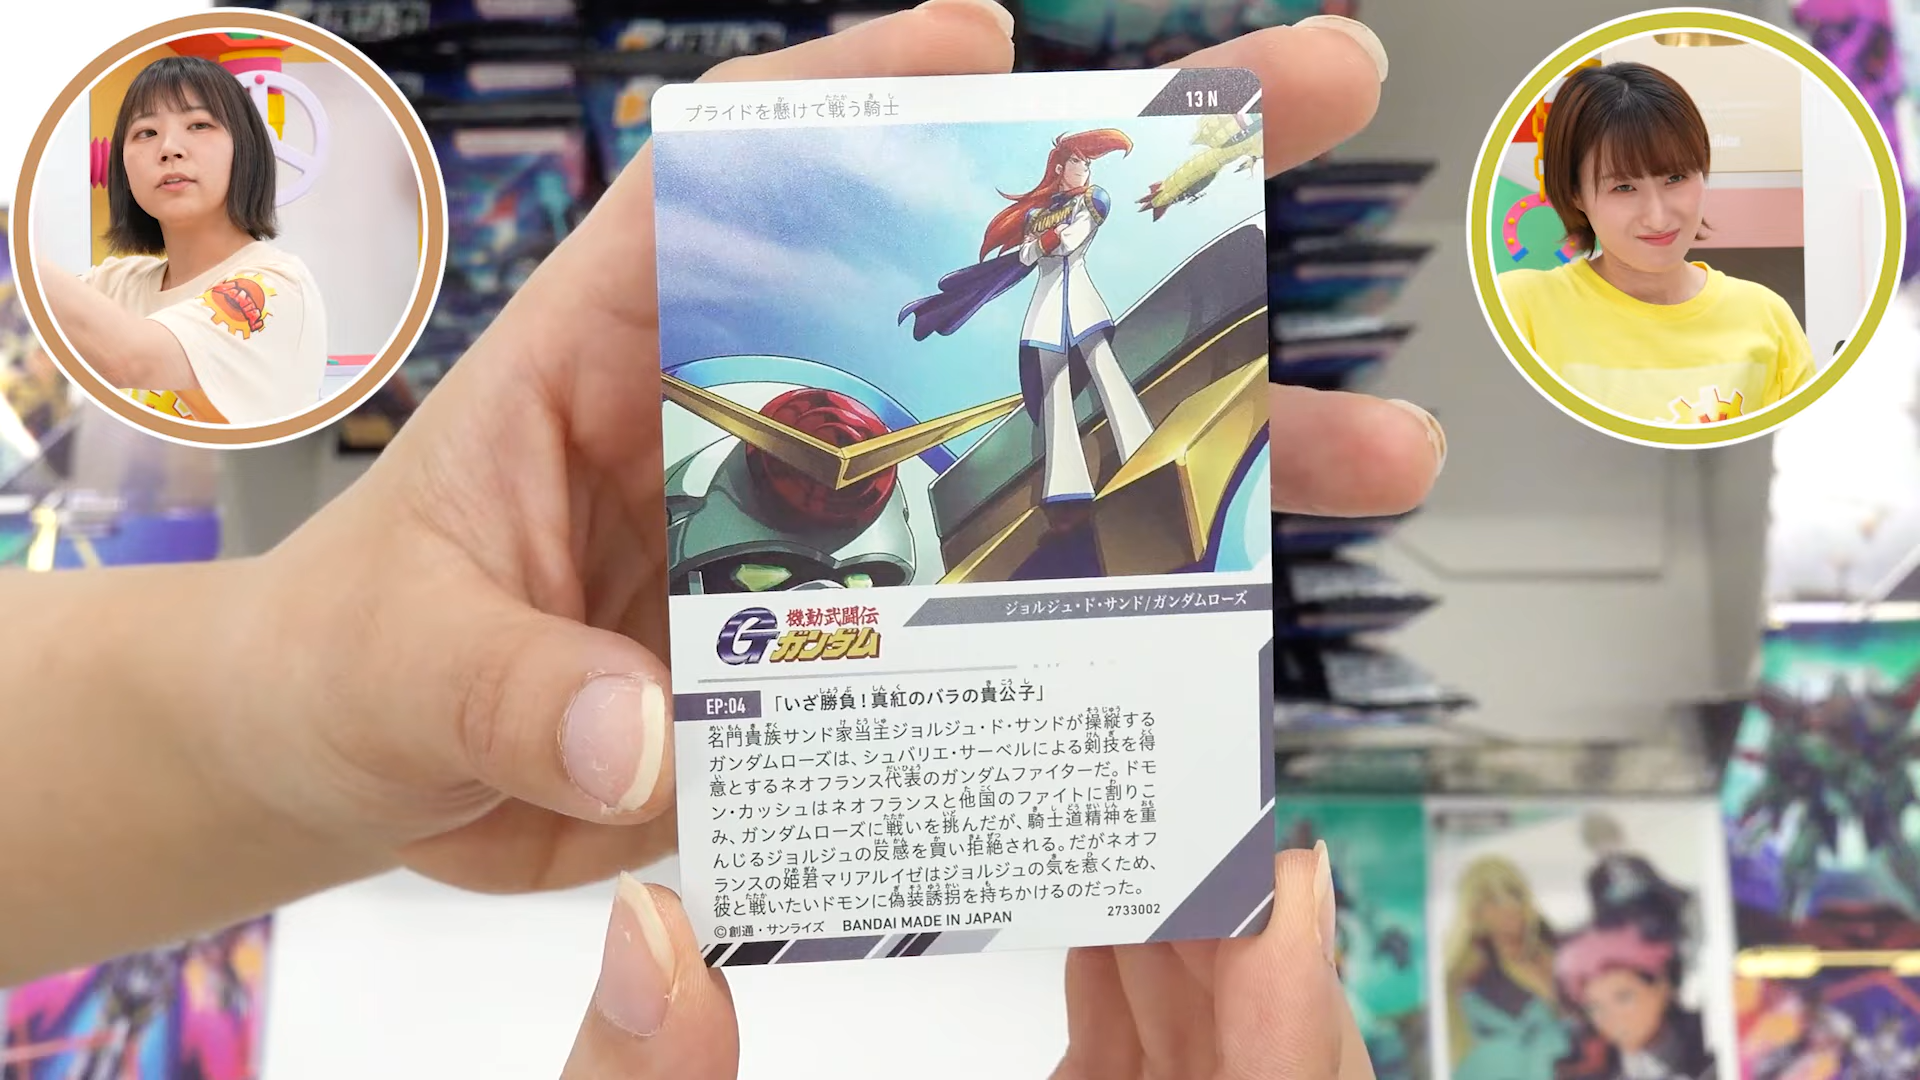 プライドを懸けて戦う騎士
13 N
ジョルジュ・ド・サンド/ガンダムローズ
機動武闘伝
Gガンダム
EP:04 「いざ勝負!真紅のバラの貴公子」
名門貴族サンド家当主ジョルジュ・ド・サンドが操縦する
ガンダムローズは、シュバリエ・サーベルによる剣技を得
意とするネオフランス代表のガンダムファイターだ。ドモ
ン・カッシュはネオフランスと他国のファイトに割りこ
み、ガンダムローズに戦いを挑んだが、騎士道精神を重
んじるジョルジュの反感を買い拒絶される。だがネオフ
ランスの姫君マリアルイゼはジョルジュの気を惹くため、
彼と戦いたいドモンに偽装誘拐を持ちかけるのだった。
©創通・サンライズ BANDAI MADE IN JAPAN 2733002